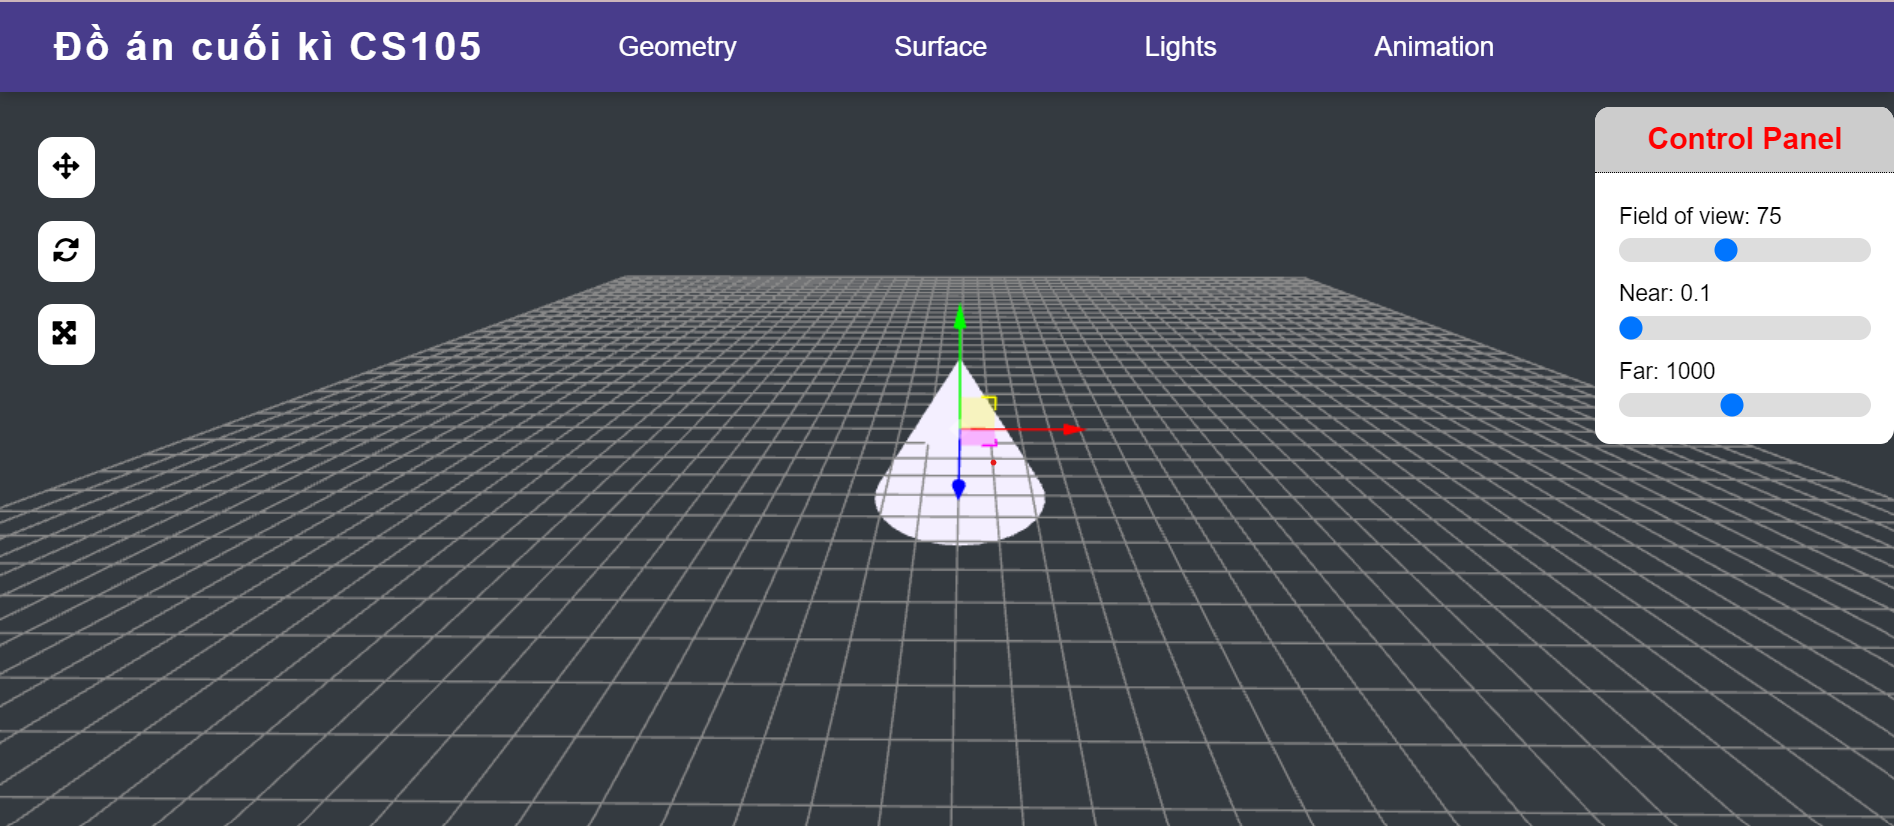 Đồ án cuối kì CS105
Geometry
Surface
Lights
Animation
Control Panel
Field of view: 75
Near: 0.1
Far: 1000